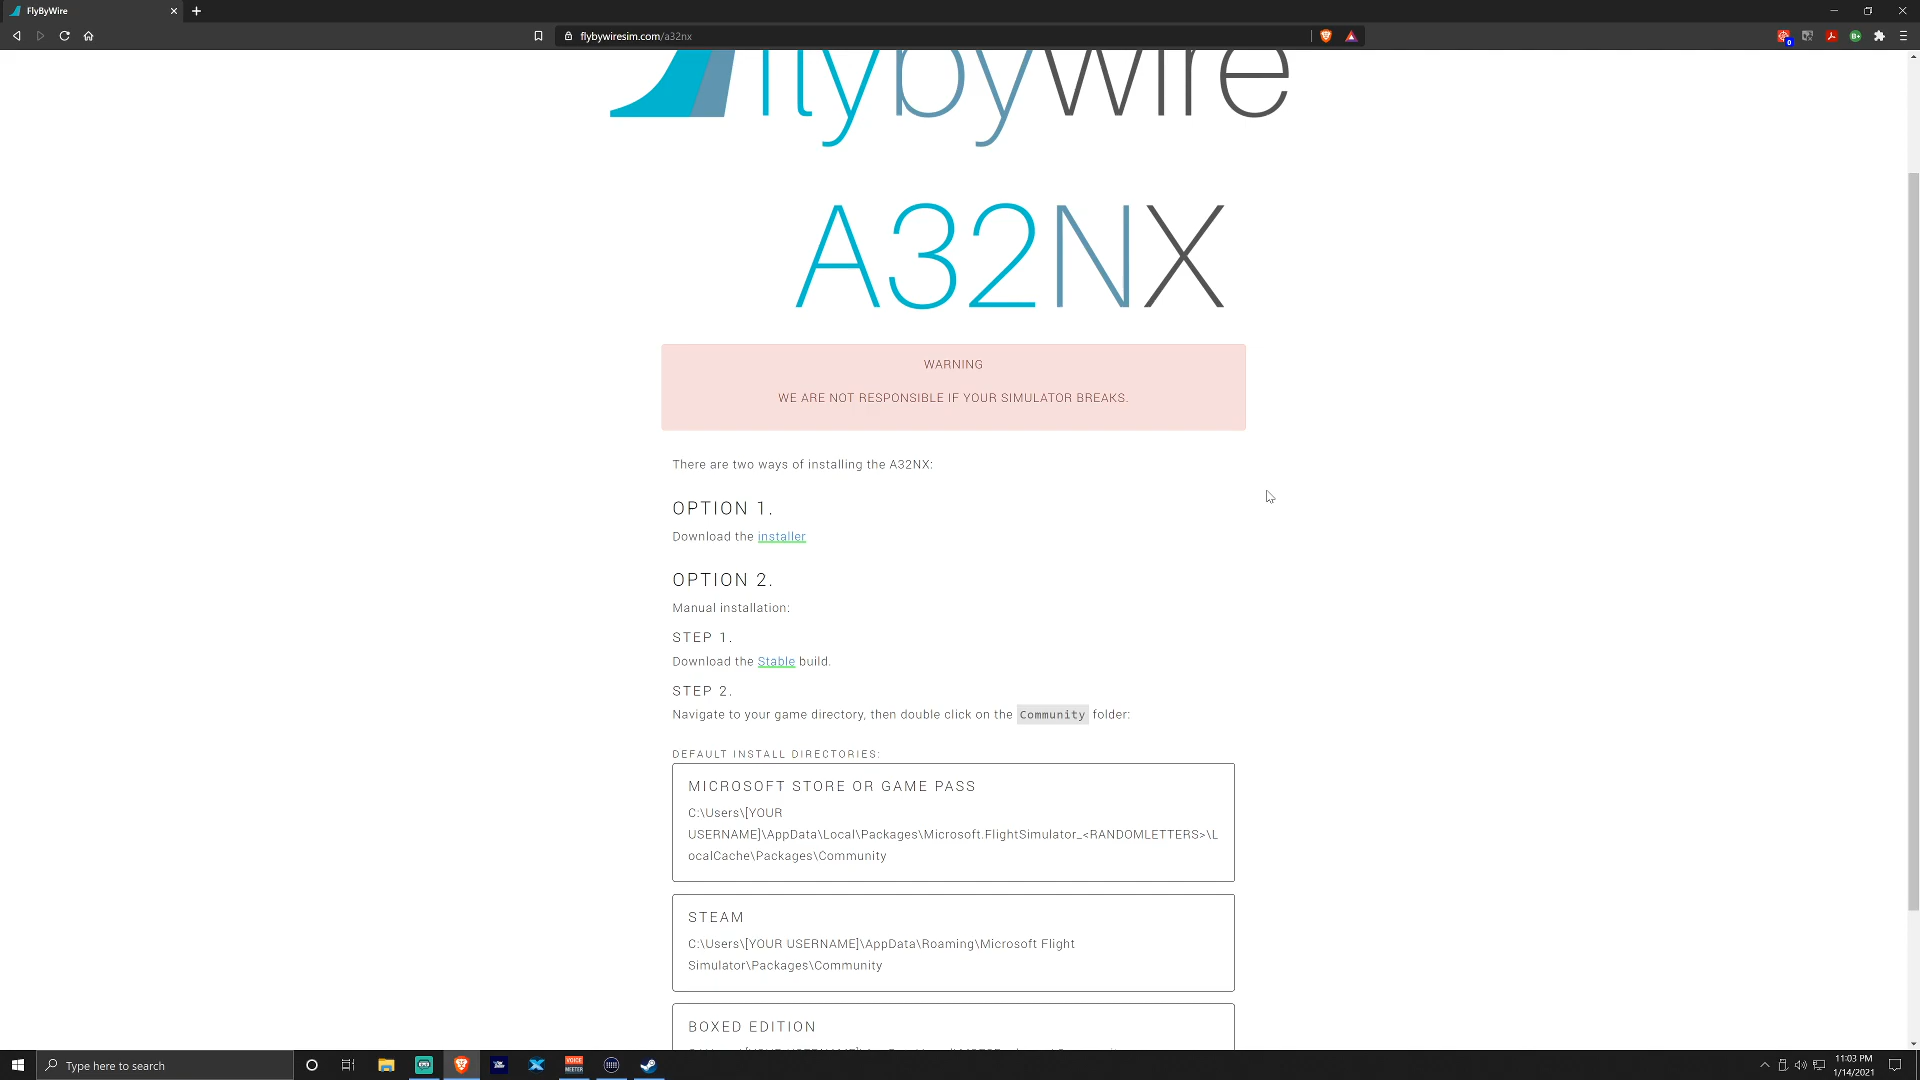 FlyByWire
flybywiresim.com/a32nx
flybywire
A32NX
WARNING
WE ARE NOT RESPONSIBLE IF YOUR SIMULATOR BREAKS.
There are two ways of installing the A32NX:
OPTION 1.
Download the installer
OPTION 2.
Manual installation:
STEP 1.
Download the Stable build.
STEP 2.
Navigate to your game directory, then double click on the Community folder:
DEFAULT INSTALL DIRECTORIES:
MICROSOFT STORE OR GAME PASS
C:\Users\[YOUR
USERNAME]\AppData\Local\Packages\Microsoft.FlightSimulator_<RANDOMLETTERS>\L
ocalCache\Packages\Community
STEAM
C:\Users\[YOUR USERNAME]\AppData\Roaming\Microsoft Flight
Simulator\Packages\Community
BOXED EDITION
Type here to search
VOICE
MEETER
11:03 PM
1/14/2021